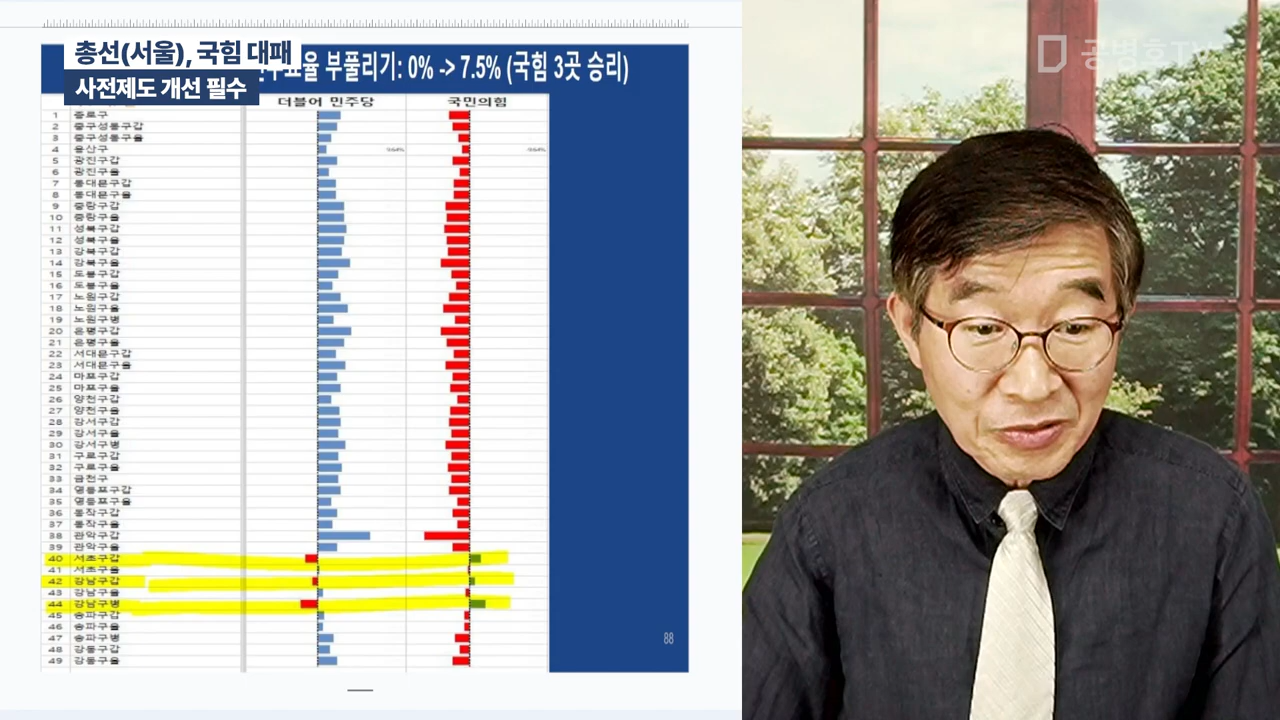 총선(서울), 국힘 대패
사전제도 개선 필수
율 부풀리기: 0% -> 7.5% (국힘 3곳 승리)
공병호TV
더불어 민주당 국민의힘
1 종로구
2 중구성동구갑
3 중구성동구을
4 용산구
5 광진구갑
6 광진구을
7 동대문구갑
8 동대문구을
9 중랑구갑
10 중랑구을
11 성북구갑
12 성북구을
13 강북구갑
14 강북구을
15 도봉구갑
16 도봉구을
17 노원구갑
18 노원구을
19 노원구병
20 은평구갑
21 은평구을
22 서대문구갑
23 서대문구을
24 마포구갑
25 마포구을
26 양천구갑
27 양천구을
28 강서구갑
29 강서구을
30 강서구병
31 구로구갑
32 구로구을
33 금천구
34 영등포구갑
35 영등포구을
36 동작구갑
37 동작구을
38 관악구갑
39 관악구을
40 서초구갑
41 서초구을
42 강남구갑
43 강남구을
44 강남구병
45 송파구갑
46 송파구을
47 송파구병
48 강동구갑
49 강동구을
88